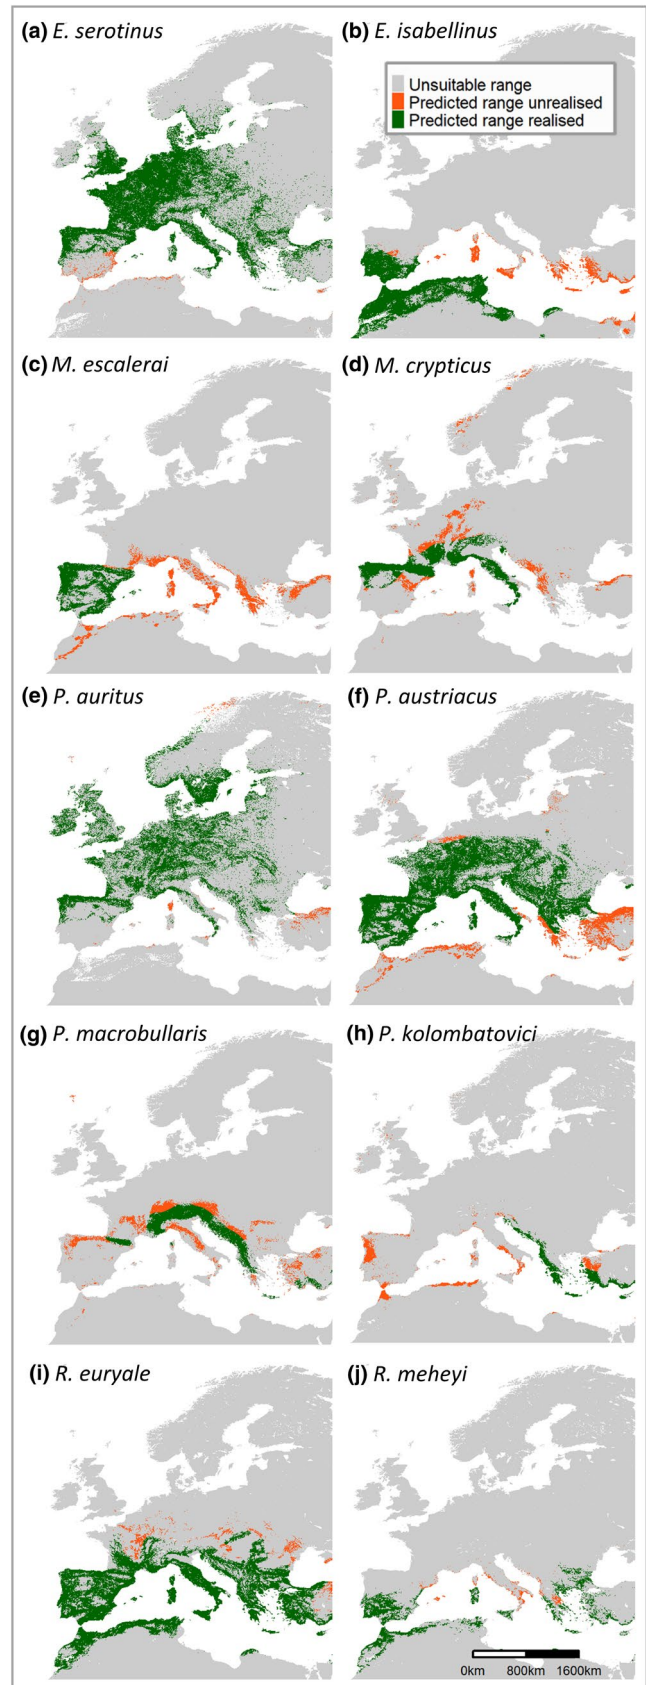 (a) E. serotinus
(b) E. isabellinus
Unsuitable range
Predicted range unrealised
Predicted range realised
(c) M. escalerai
(d) M. crypticus
(e) P. auritus
(f) P. austriacus
(g) P. macrobullaris
(h) P. kolombatovici
(i) R. euryale
(j) R. meheyi
0km 800km 1600km